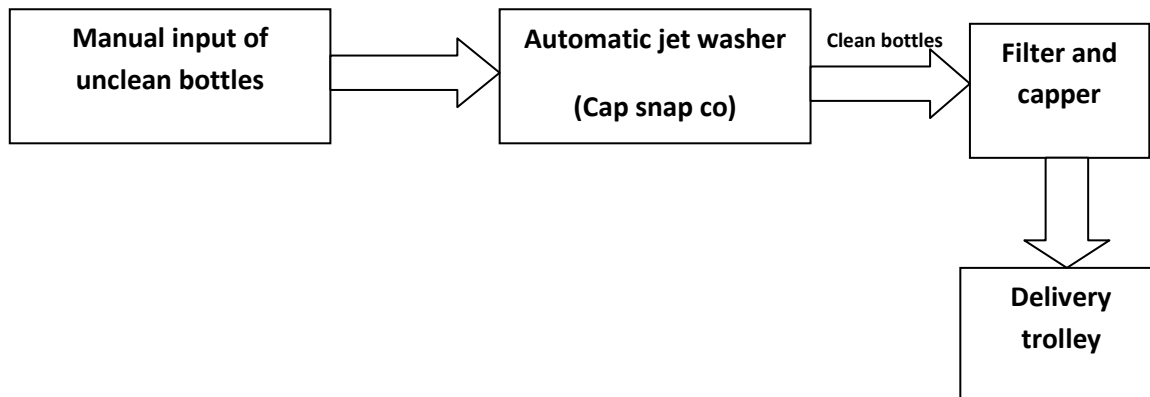 Manual input of
unclean bottles
Automatic jet washer
(Cap snap co)
Clean bottles
Filter and
capper
Delivery
trolley